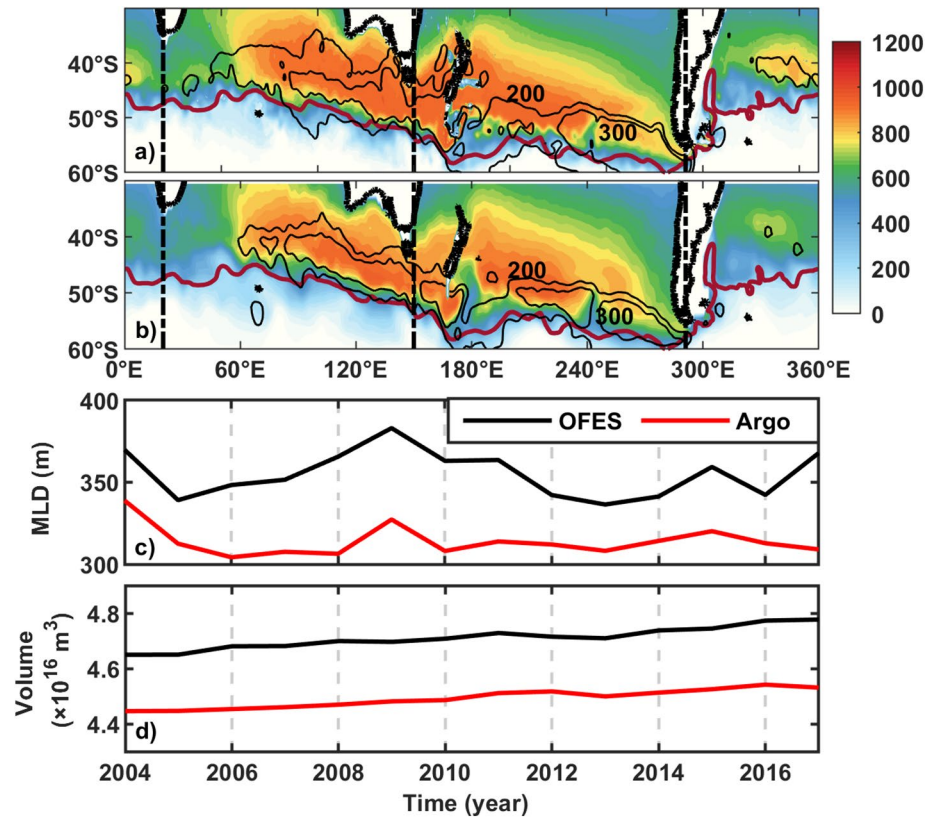 40°S
50°S
60°S
a)
200
300
40°S
50°S
60°S
b)
200
300
0°E 60°E 120°E 180°E 240°E 300°E 360°E
1200
1000
800
600
400
200
0
400
350
300
MLD (m)
c)
OFES Argo
4.8
4.6
4.4
Volume
(×10¹⁶ m³)
d)
2004 2006 2008 2010 2012 2014 2016
Time (year)